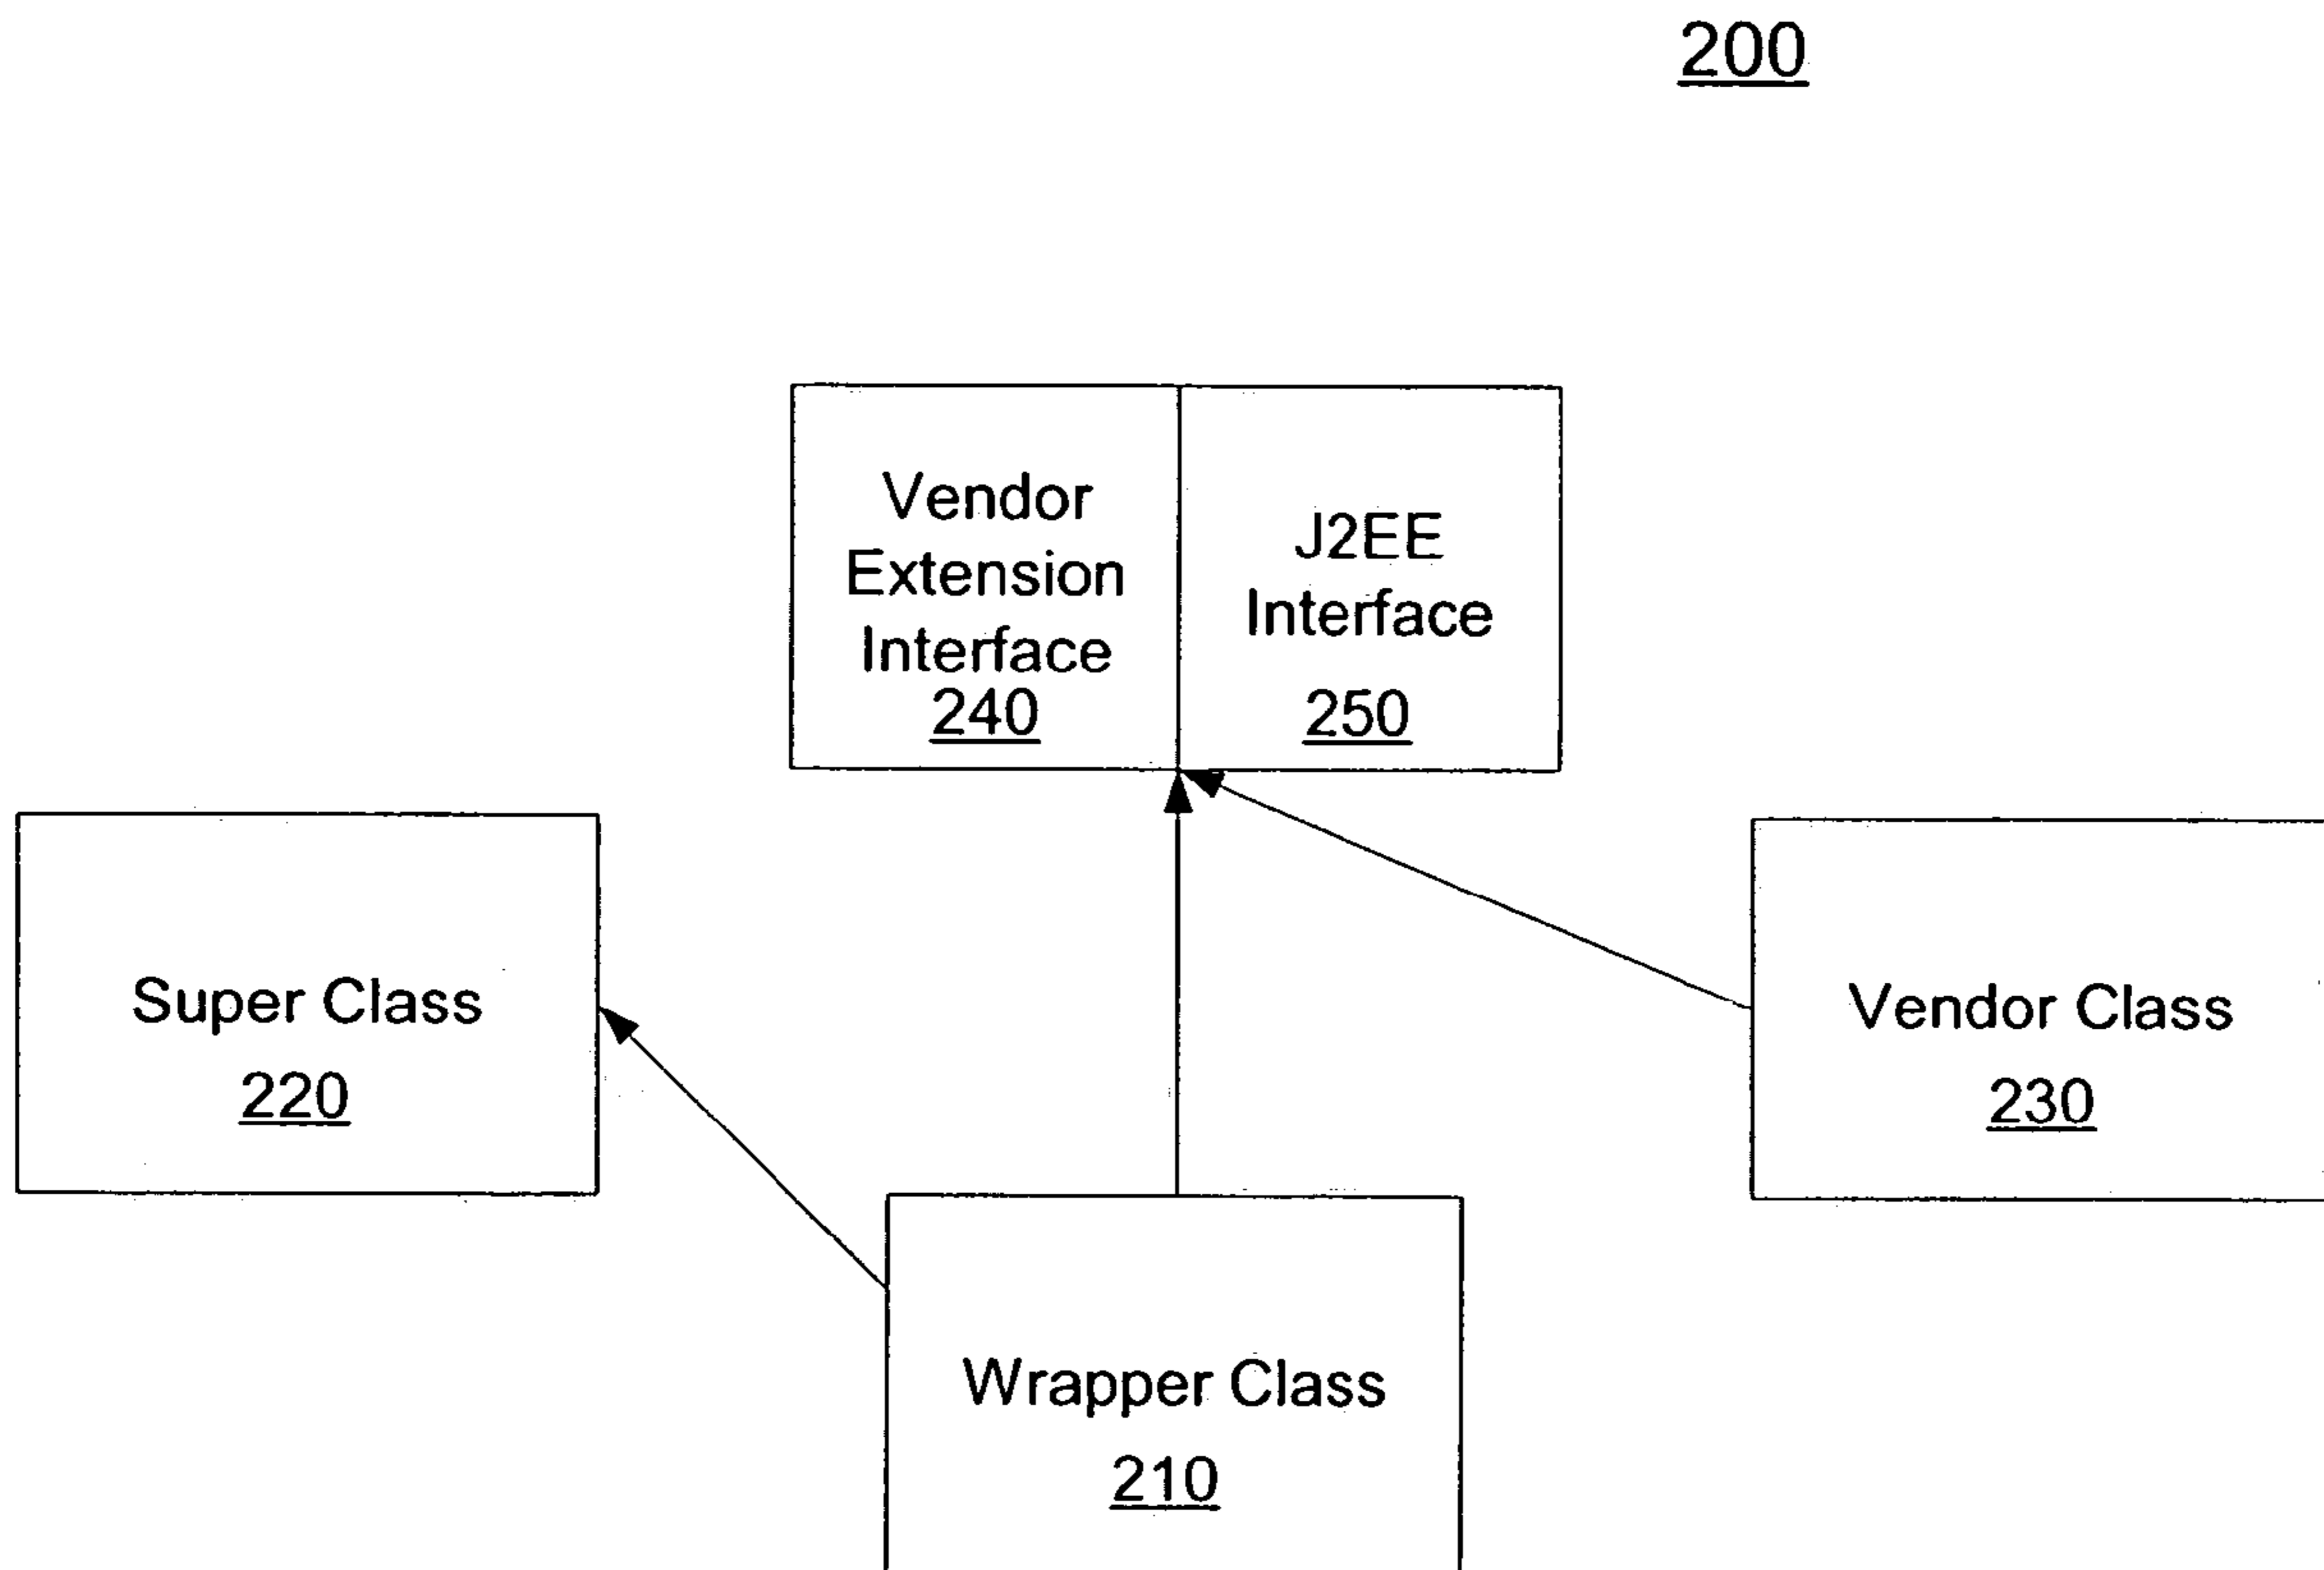 200
Vendor
Extension
Interface
240
J2EE
Interface
250
Super Class
220
Vendor Class
230
Wrapper Class
210